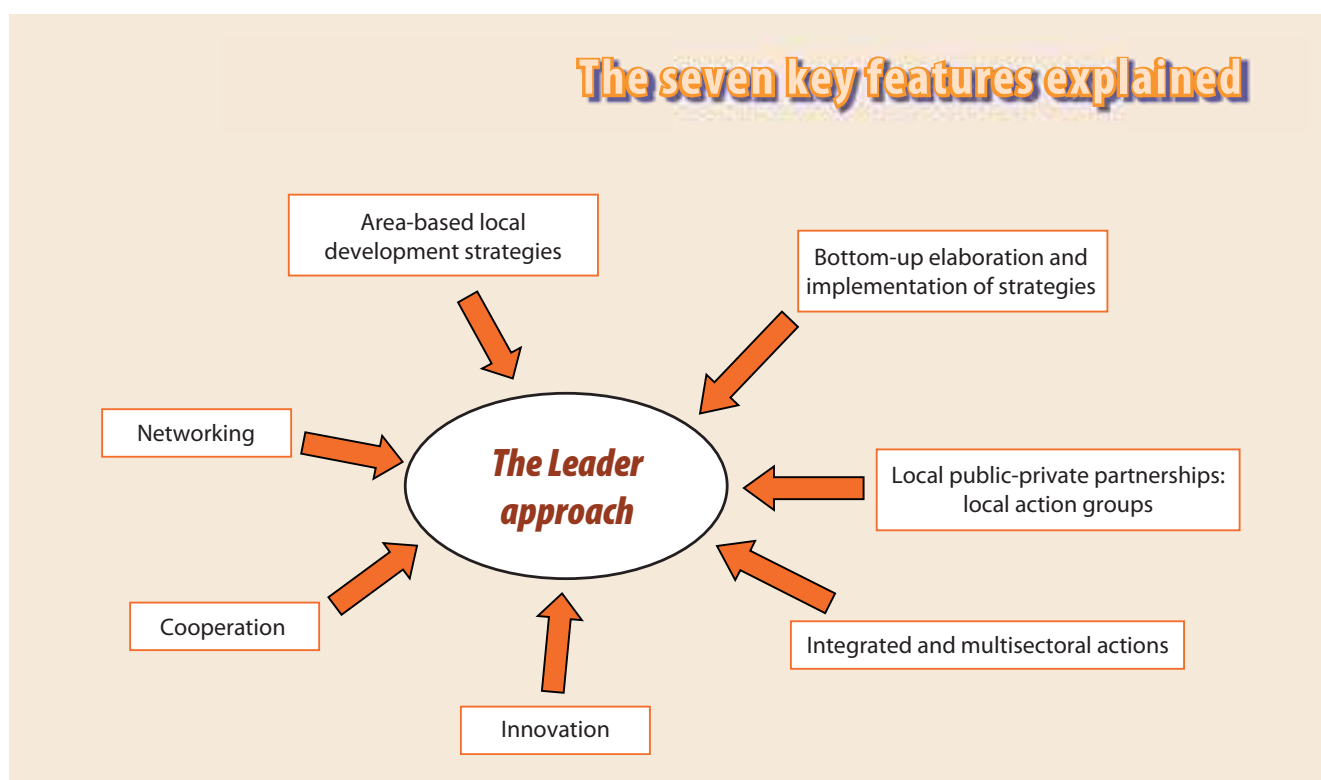 The seven key features explained
Area-based local
development strategies
Bottom-up elaboration and
implementation of strategies
Networking
The Leader
approach
Local public-private partnerships:
local action groups
Cooperation
Integrated and multisectoral actions
Innovation